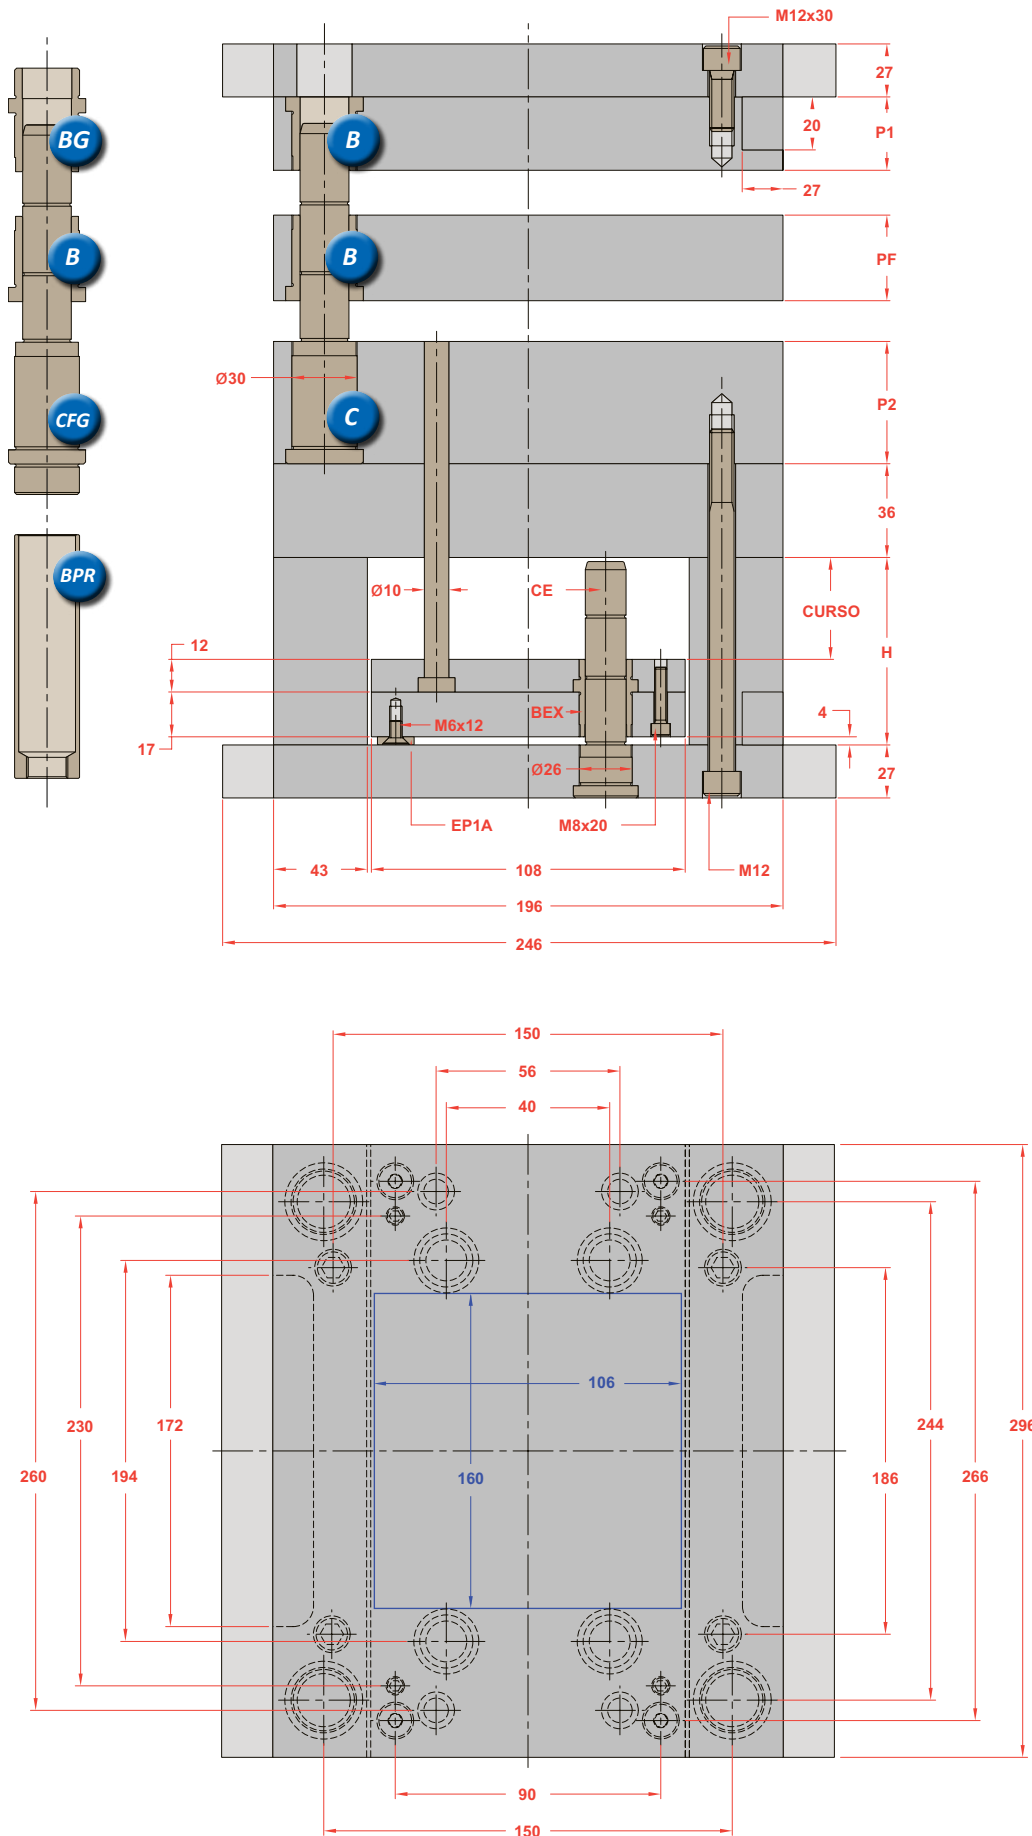 M12x30
27
20
P1
27
BG
B
B
B
PF
Ø30
CFG
C
P2
36
BPR
Ø10
CE
CURSO
12
H
BEX
M6x12
4
17
Ø26
27
EP1A
M8x20
43
108
M12
196
246
150
56
40
106
230
172
244
296
260
194
160
186
266
90
150